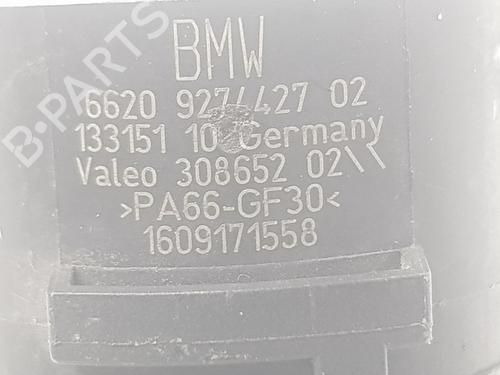 B-PARTS
BMW
6620 9274427 02
133151 10 Germany
Valeo 308652 02\\
>PA66-GF30<
1609171558